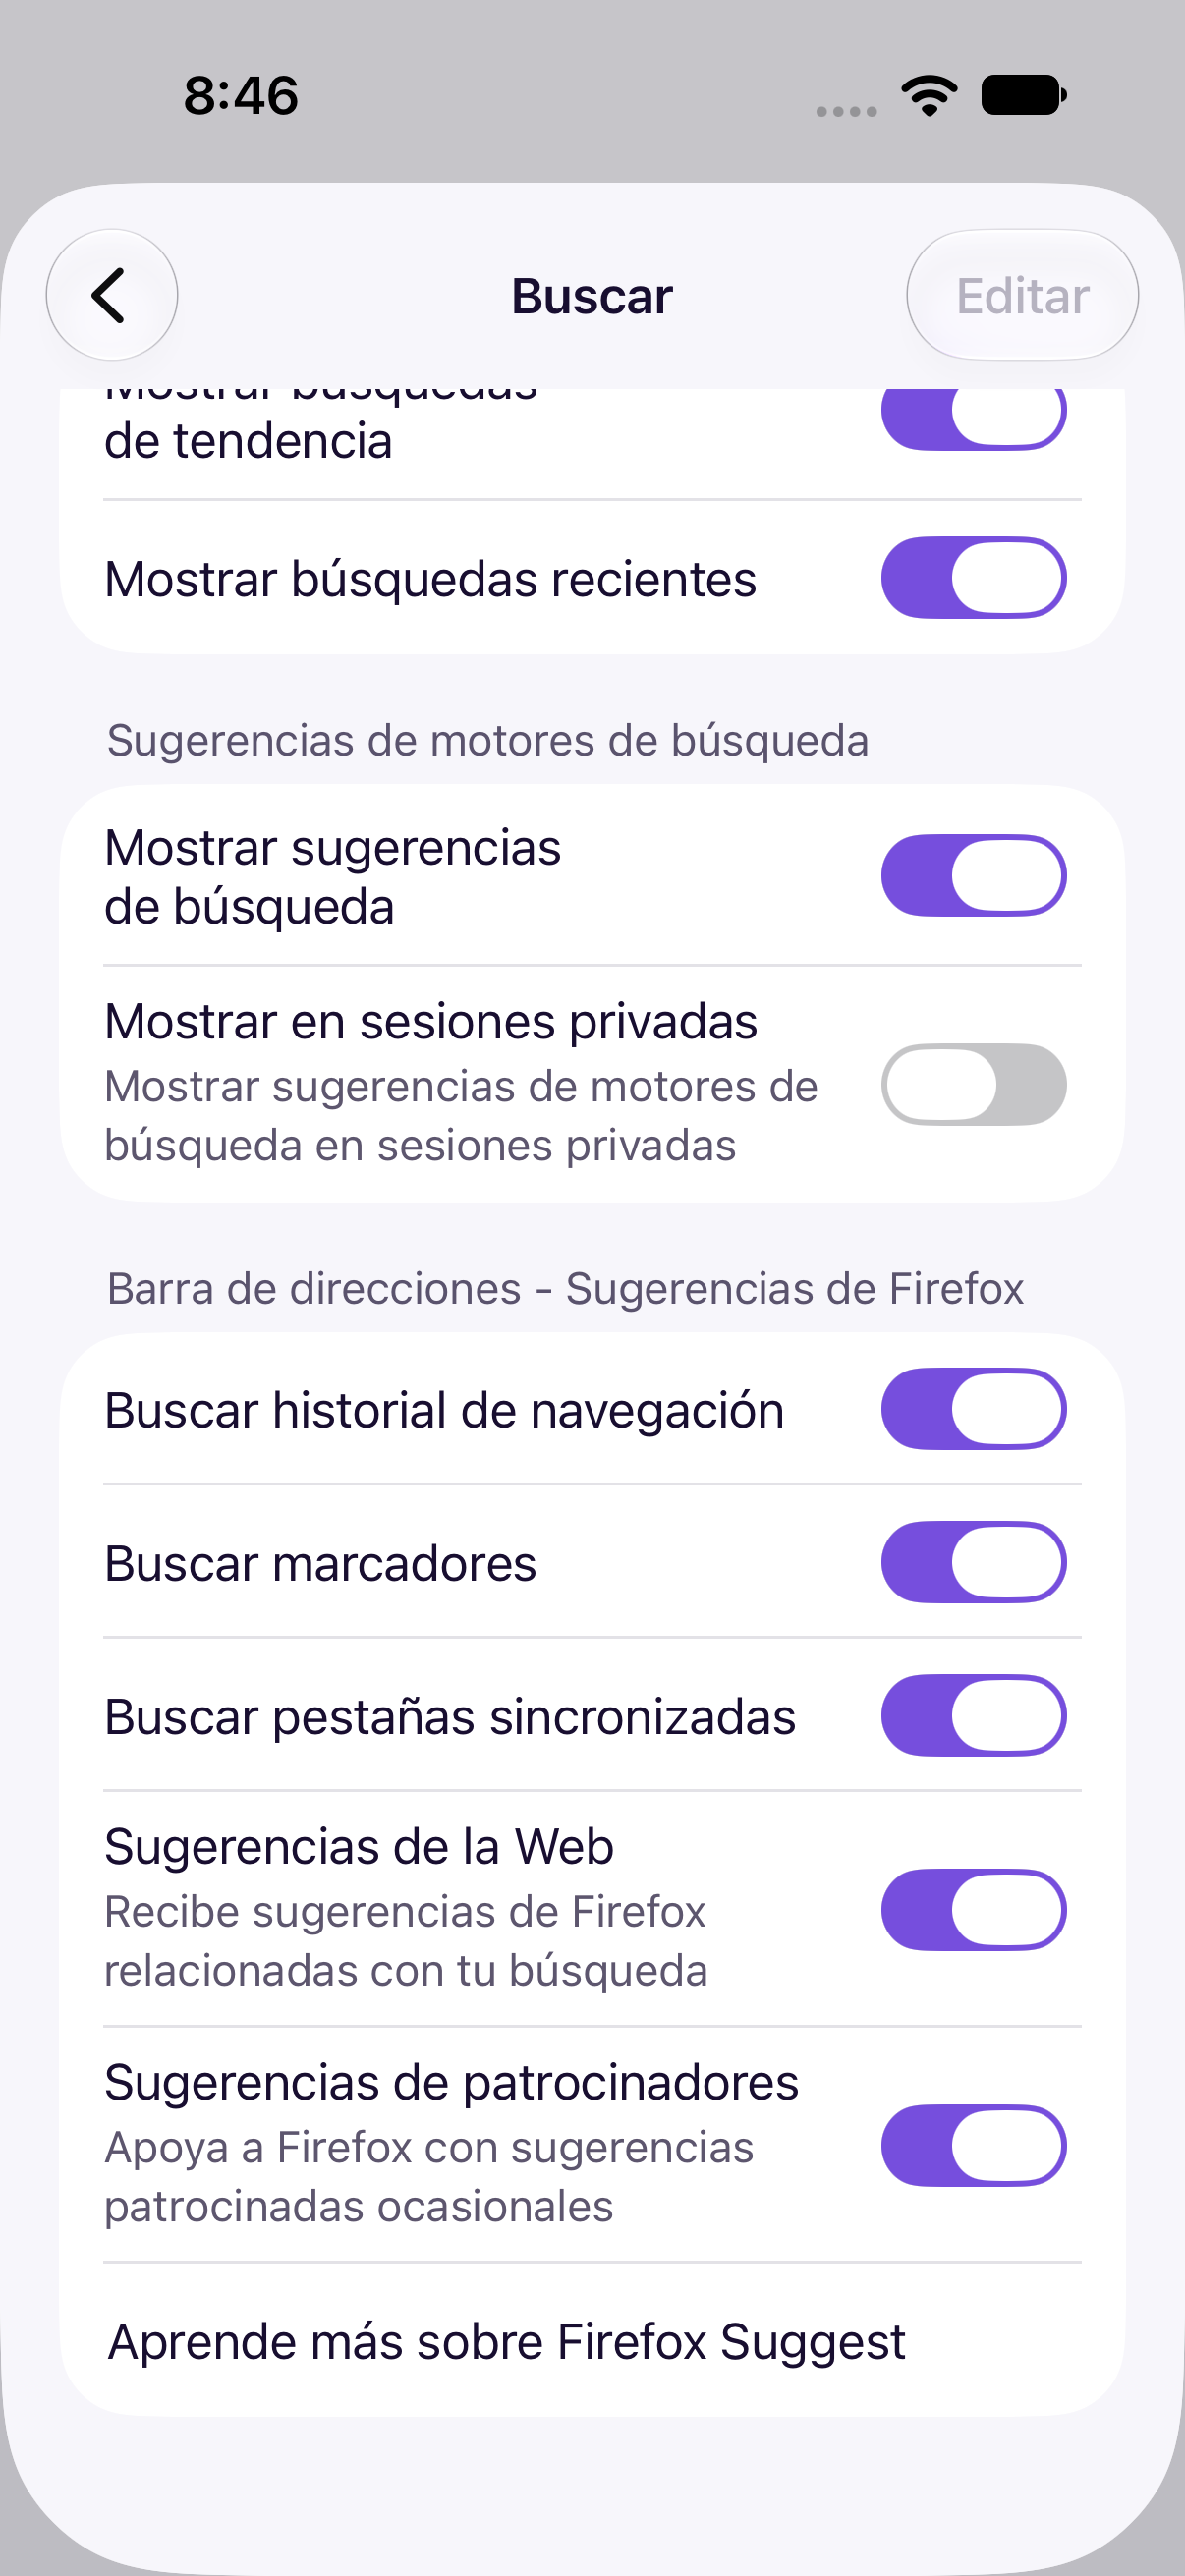 8:46
Buscar
Editar
Mostrar búsquedas
de tendencia
Mostrar búsquedas recientes
Sugerencias de motores de búsqueda
Mostrar sugerencias
de búsqueda
Mostrar en sesiones privadas
Mostrar sugerencias de motores de
búsqueda en sesiones privadas
Barra de direcciones - Sugerencias de Firefox
Buscar historial de navegación
Buscar marcadores
Buscar pestañas sincronizadas
Sugerencias de la Web
Recibe sugerencias de Firefox
relacionadas con tu búsqueda
Sugerencias de patrocinadores
Apoya a Firefox con sugerencias
patrocinadas ocasionales
Aprende más sobre Firefox Suggest